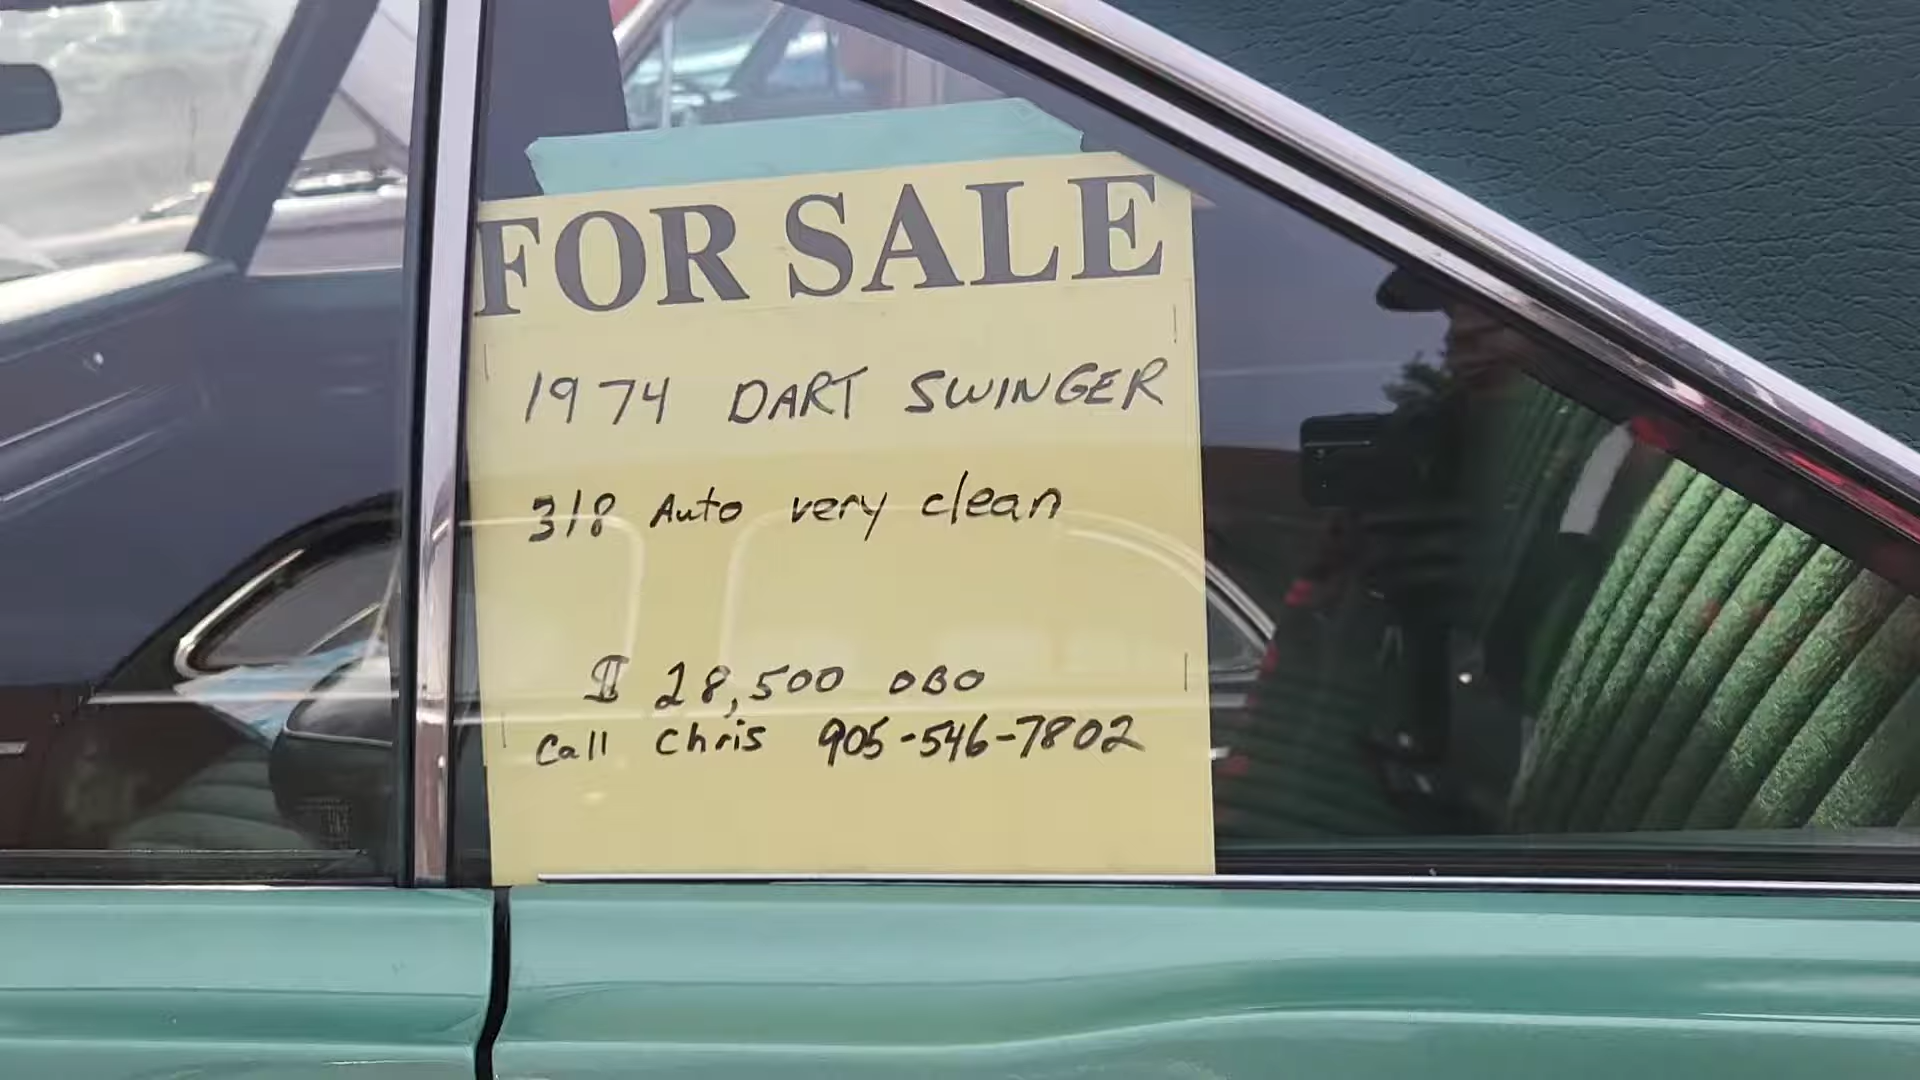 FOR SALE
1974 DART SWINGER
318 Auto very clean
$ 28,500 OBO
Call Chris 905-546-7802